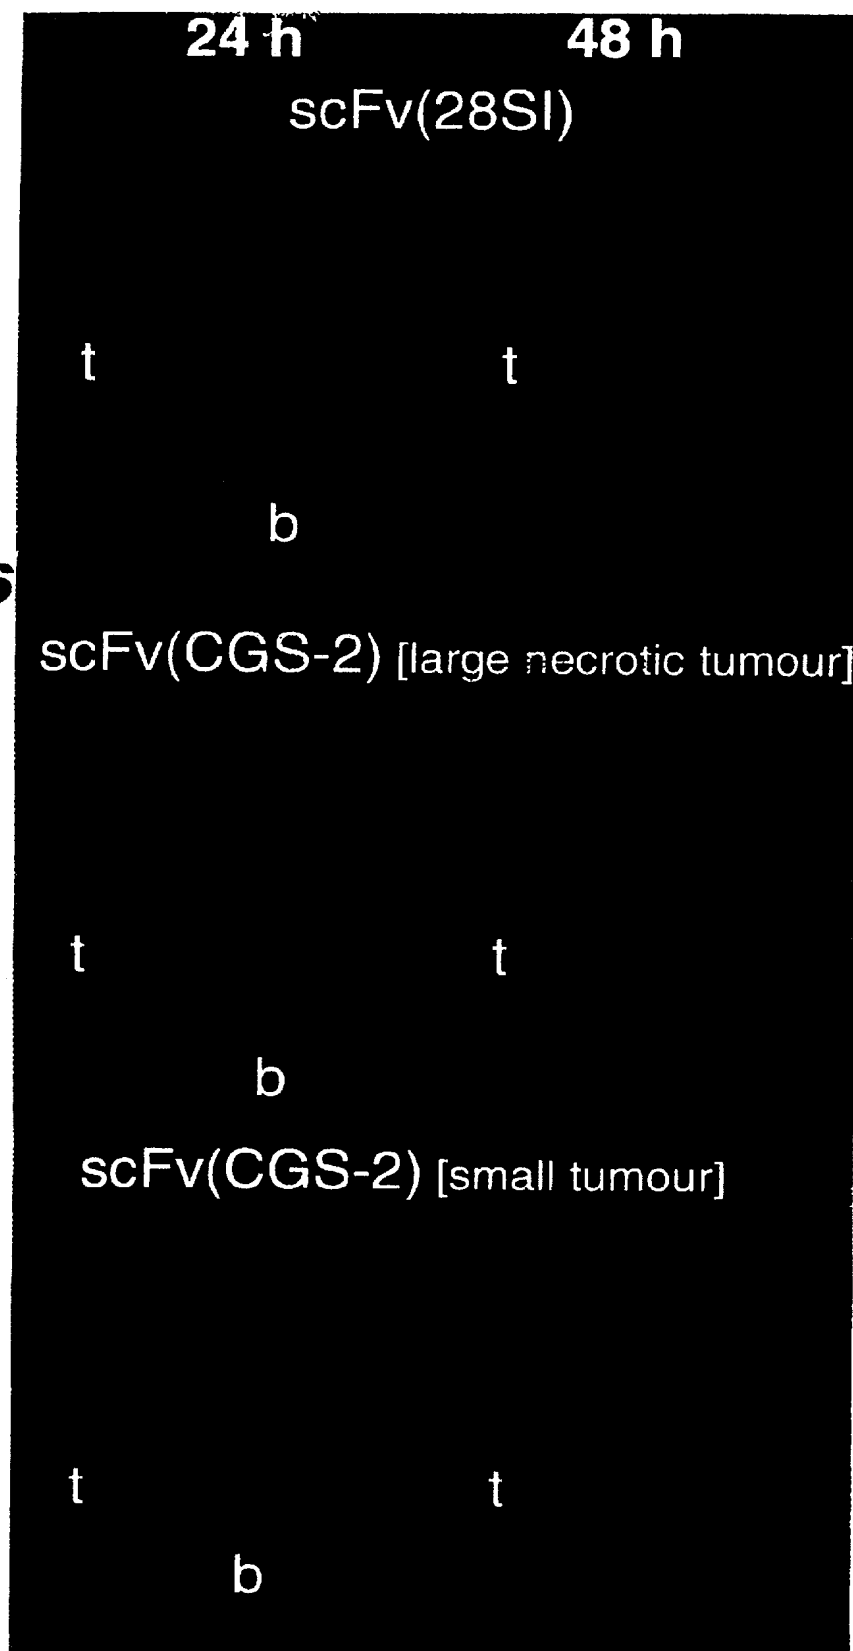 24 h 48 h
scFv(28SI)
t t
b
scFv(CGS-2) [large necrotic tumour]
t t
b
scFv(CGS-2) [small tumour]
t t
b